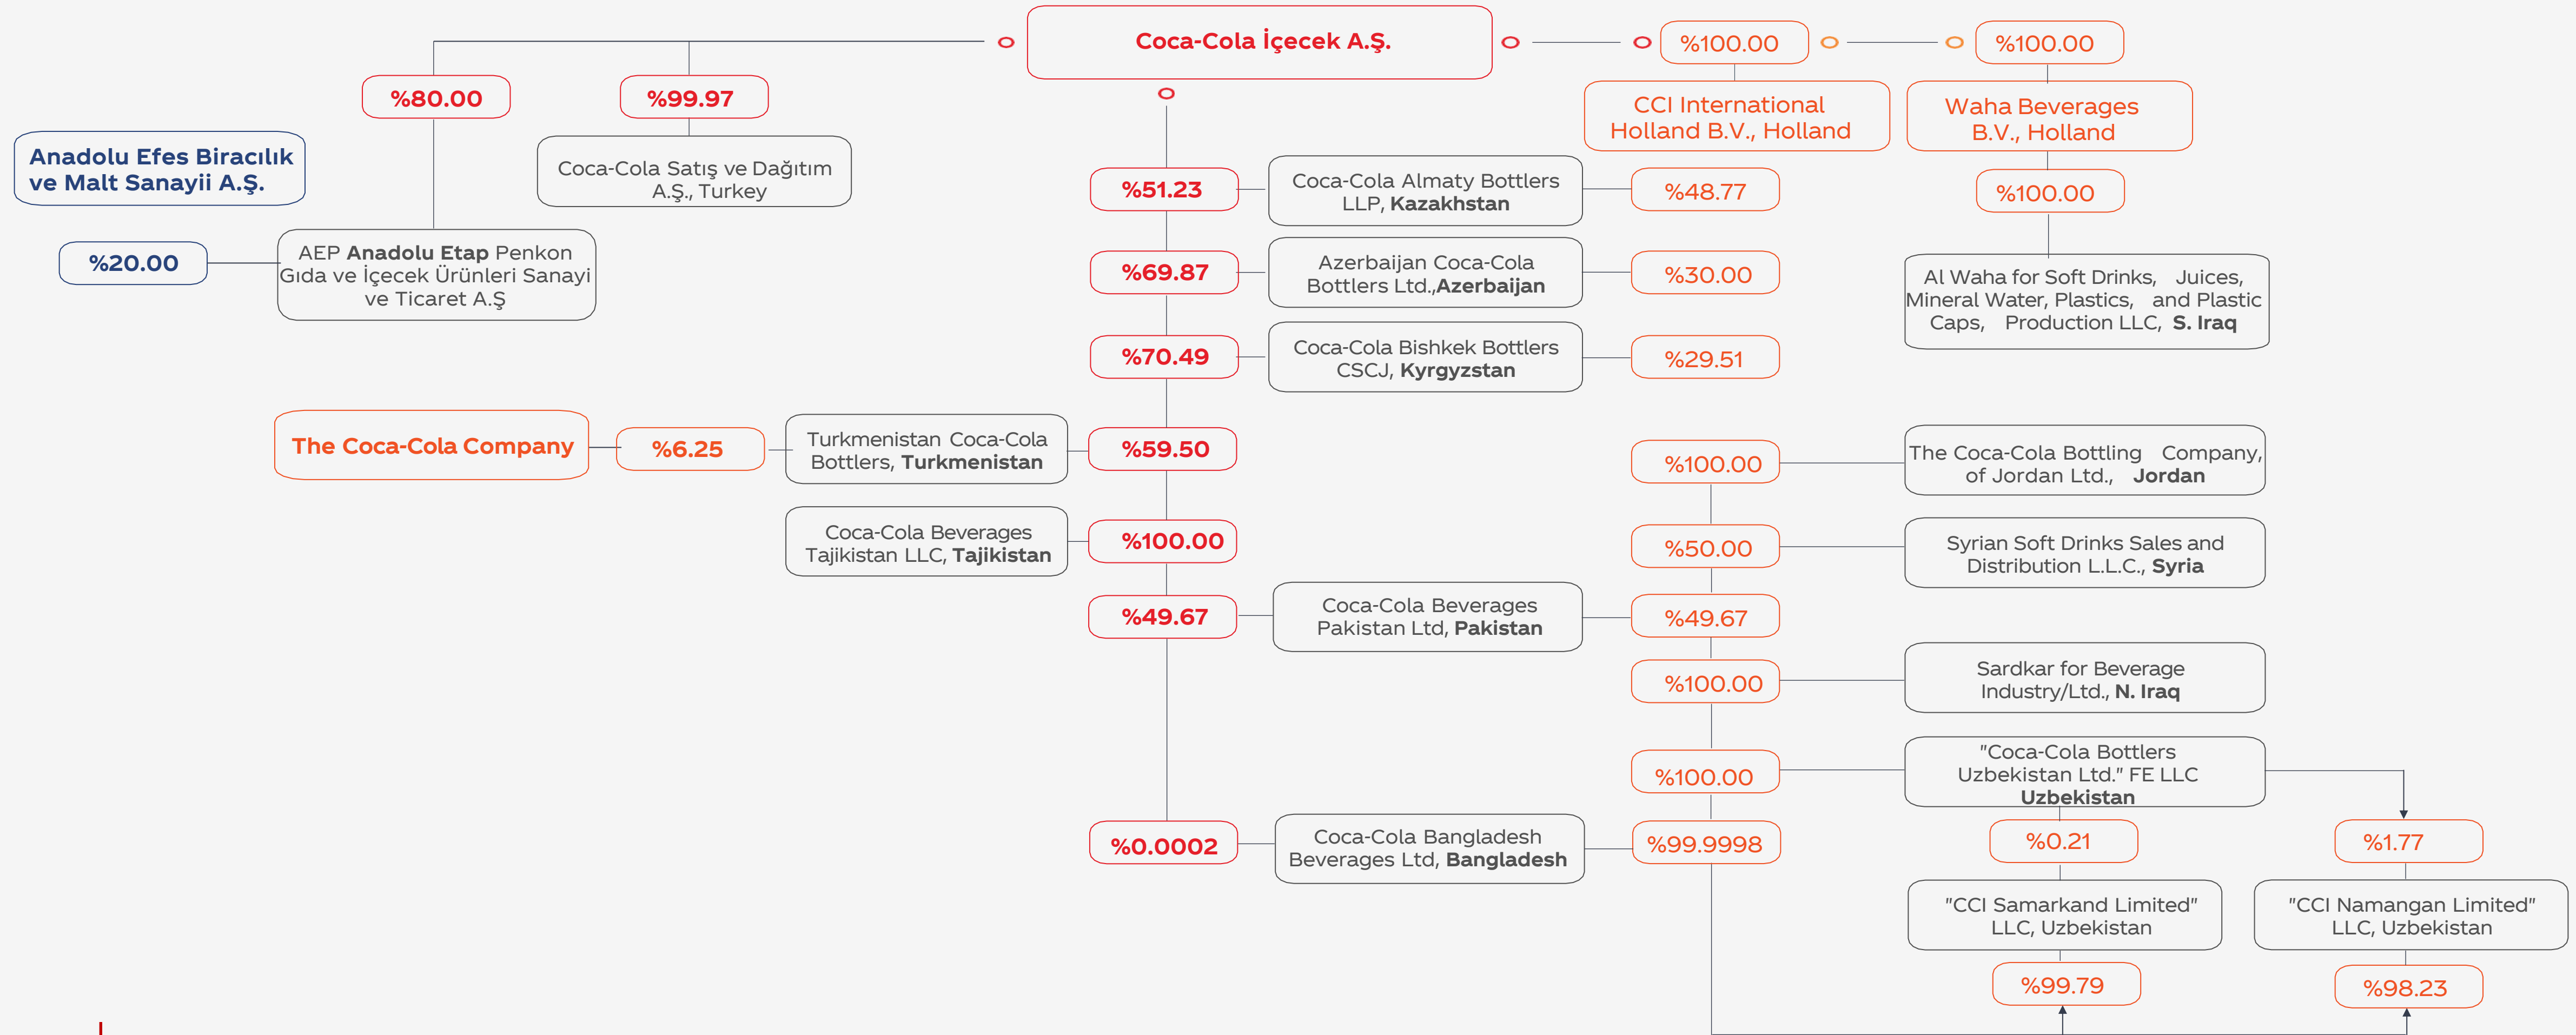 Coca-Cola İçecek A.Ş.
%100.00
%100.00
%80.00
%99.97
CCI International
Holland B.V., Holland
Waha Beverages
B.V., Holland
Anadolu Efes Biracılık
ve Malt Sanayii A.Ş.
Coca-Cola Satış ve Dağıtım
A.Ş., Turkey
%51.23
Coca-Cola Almaty Bottlers
LLP, Kazakhstan
%48.77
%100.00
%20.00
AEP Anadolu Etap Penkon
Gıda ve İçecek Ürünleri Sanayi
ve Ticaret A.Ş
%69.87
Azerbaijan Coca-Cola
Bottlers Ltd.,Azerbaijan
%30.00
Al Waha for Soft Drinks, Juices,
Mineral Water, Plastics, and Plastic
Caps, Production LLC, S. Iraq
%70.49
Coca-Cola Bishkek Bottlers
CSCJ, Kyrgyzstan
%29.51
The Coca-Cola Company
%6.25
Turkmenistan Coca-Cola
Bottlers, Turkmenistan
%59.50
%100.00
The Coca-Cola Bottling Company,
of Jordan Ltd., Jordan
Coca-Cola Beverages
Tajikistan LLC, Tajikistan
%100.00
%50.00
Syrian Soft Drinks Sales and
Distribution L.L.C., Syria
%49.67
Coca-Cola Beverages
Pakistan Ltd, Pakistan
%49.67
%100.00
Sardkar for Beverage
Industry/Ltd., N. Iraq
%100.00
"Coca-Cola Bottlers
Uzbekistan Ltd." FE LLC
Uzbekistan
%0.0002
Coca-Cola Bangladesh
Beverages Ltd, Bangladesh
%99.9998
%0.21
%1.77
"CCI Samarkand Limited"
LLC, Uzbekistan
"CCI Namangan Limited"
LLC, Uzbekistan
%99.79
%98.23